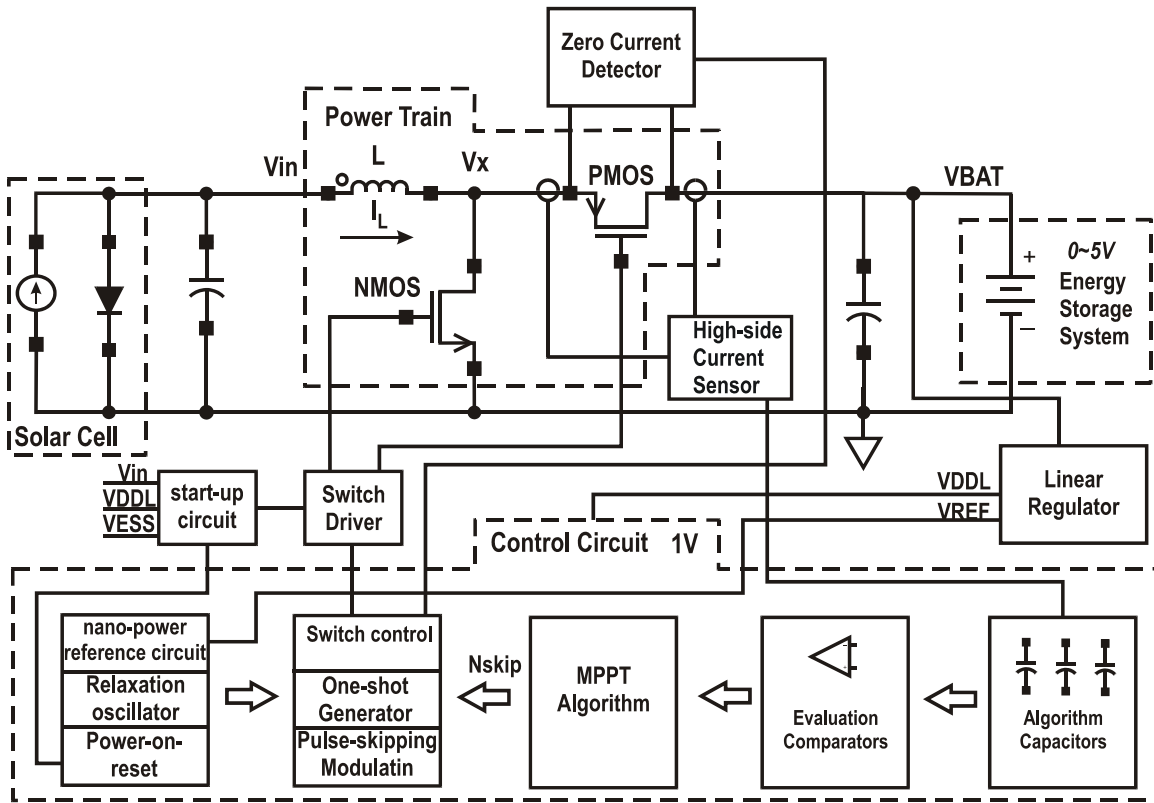 Zero Current
Detector
Power Train
Vin
L
Vx
PMOS
VBAT
IL
NMOS
0~5V
+
Energy
Storage
System
−
High-side
Current
Sensor
Solar Cell
Vin
VDDL
VESS
start-up
circuit
Switch
Driver
VDDL
VREF
Linear
Regulator
Control Circuit 1V
nano-power
reference circuit
Relaxation
oscillator
Power-on-
reset
Switch control
One-shot
Generator
Pulse-skipping
Modulatin
Nskip
MPPT
Algorithm
Evaluation
Comparators
Algorithm
Capacitors